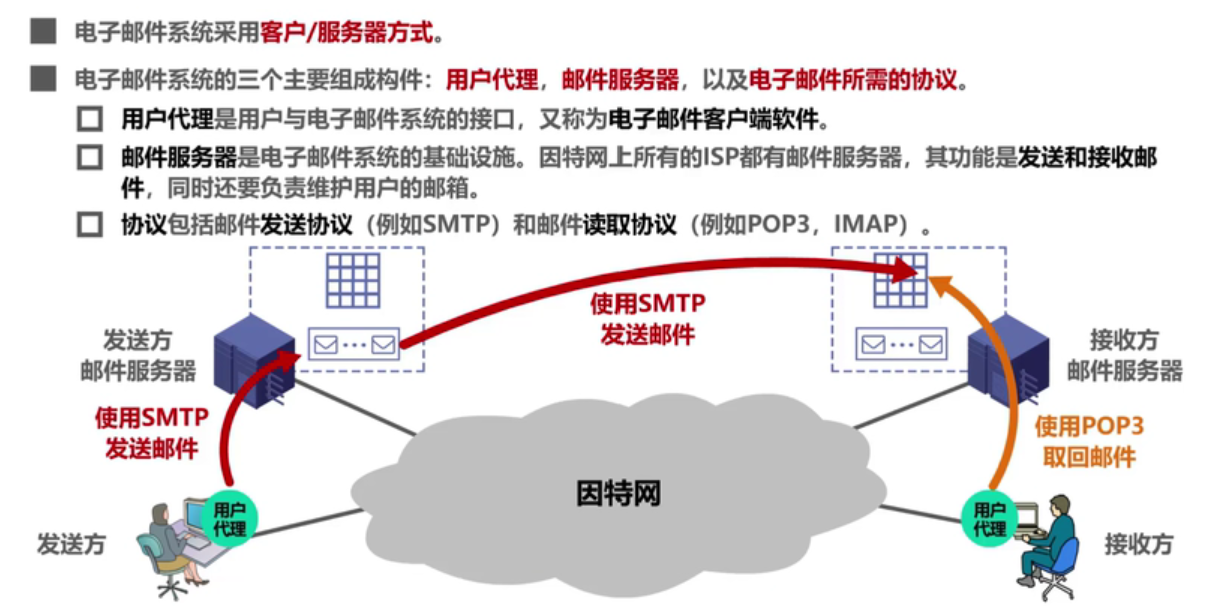 电子邮件系统采用客户/服务器方式。
电子邮件系统的三个主要组成构件：用户代理，邮件服务器，以及电子邮件所需的协议。
用户代理是用户与电子邮件系统的接口，又称为电子邮件客户端软件。
邮件服务器是电子邮件系统的基础设施。因特网上所有的ISP都有邮件服务器，其功能是发送和接收邮
件，同时还要负责维护用户的邮箱。
协议包括邮件发送协议（例如SMTP）和邮件读取协议（例如POP3，IMAP）。
使用SMTP
发送邮件
发送方
邮件服务器
接收方
邮件服务器
使用SMTP
发送邮件
使用POP3
取回邮件
因特网
用户
代理
用户
代理
发送方
接收方